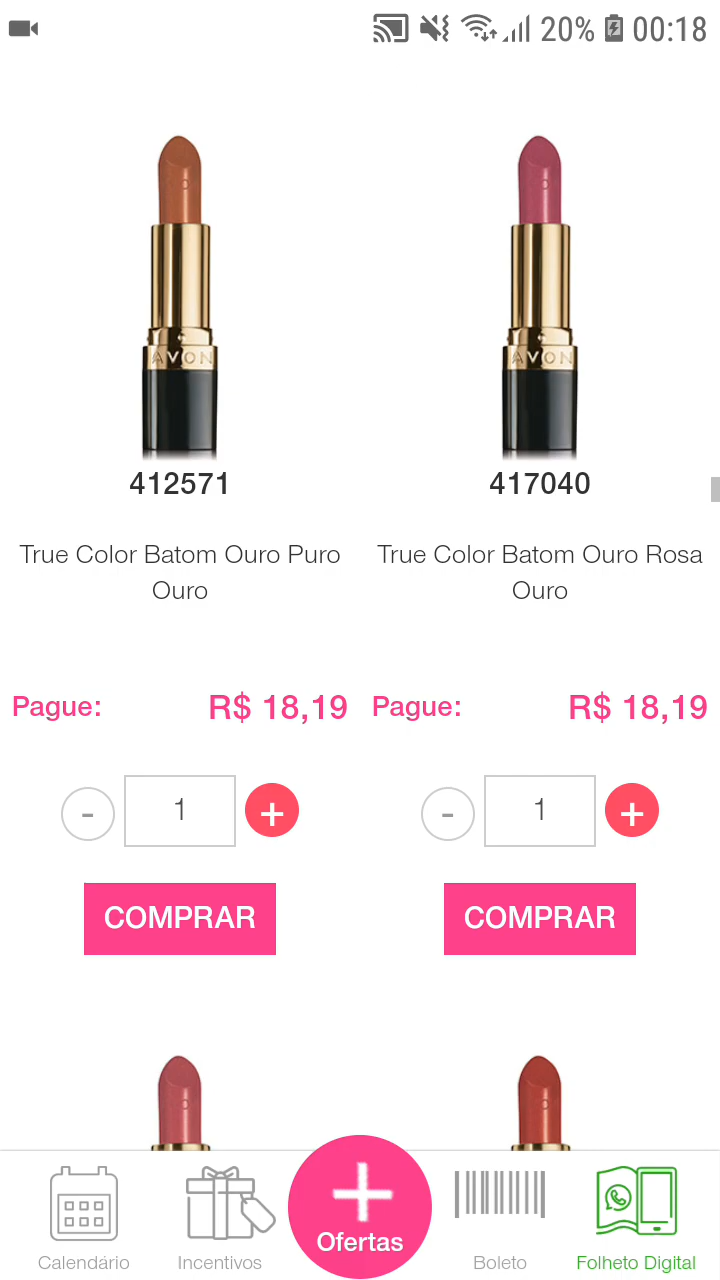 20% 00:18
AVON AVON
412571 417040
True Color Batom Ouro Puro
Ouro
True Color Batom Ouro Rosa
Ouro
Pague: R$ 18,19 Pague: R$ 18,19
- 1 + - 1 +
COMPRAR COMPRAR
Ofertas
Calendário Incentivos Boleto Folheto Digital